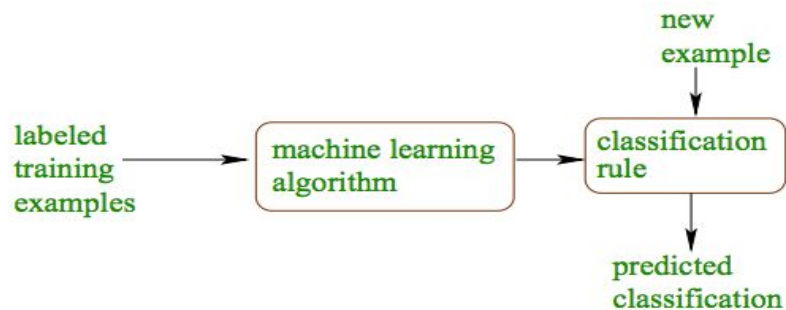 new
example
labeled
training
examples
machine learning
algorithm
classification
rule
predicted
classification